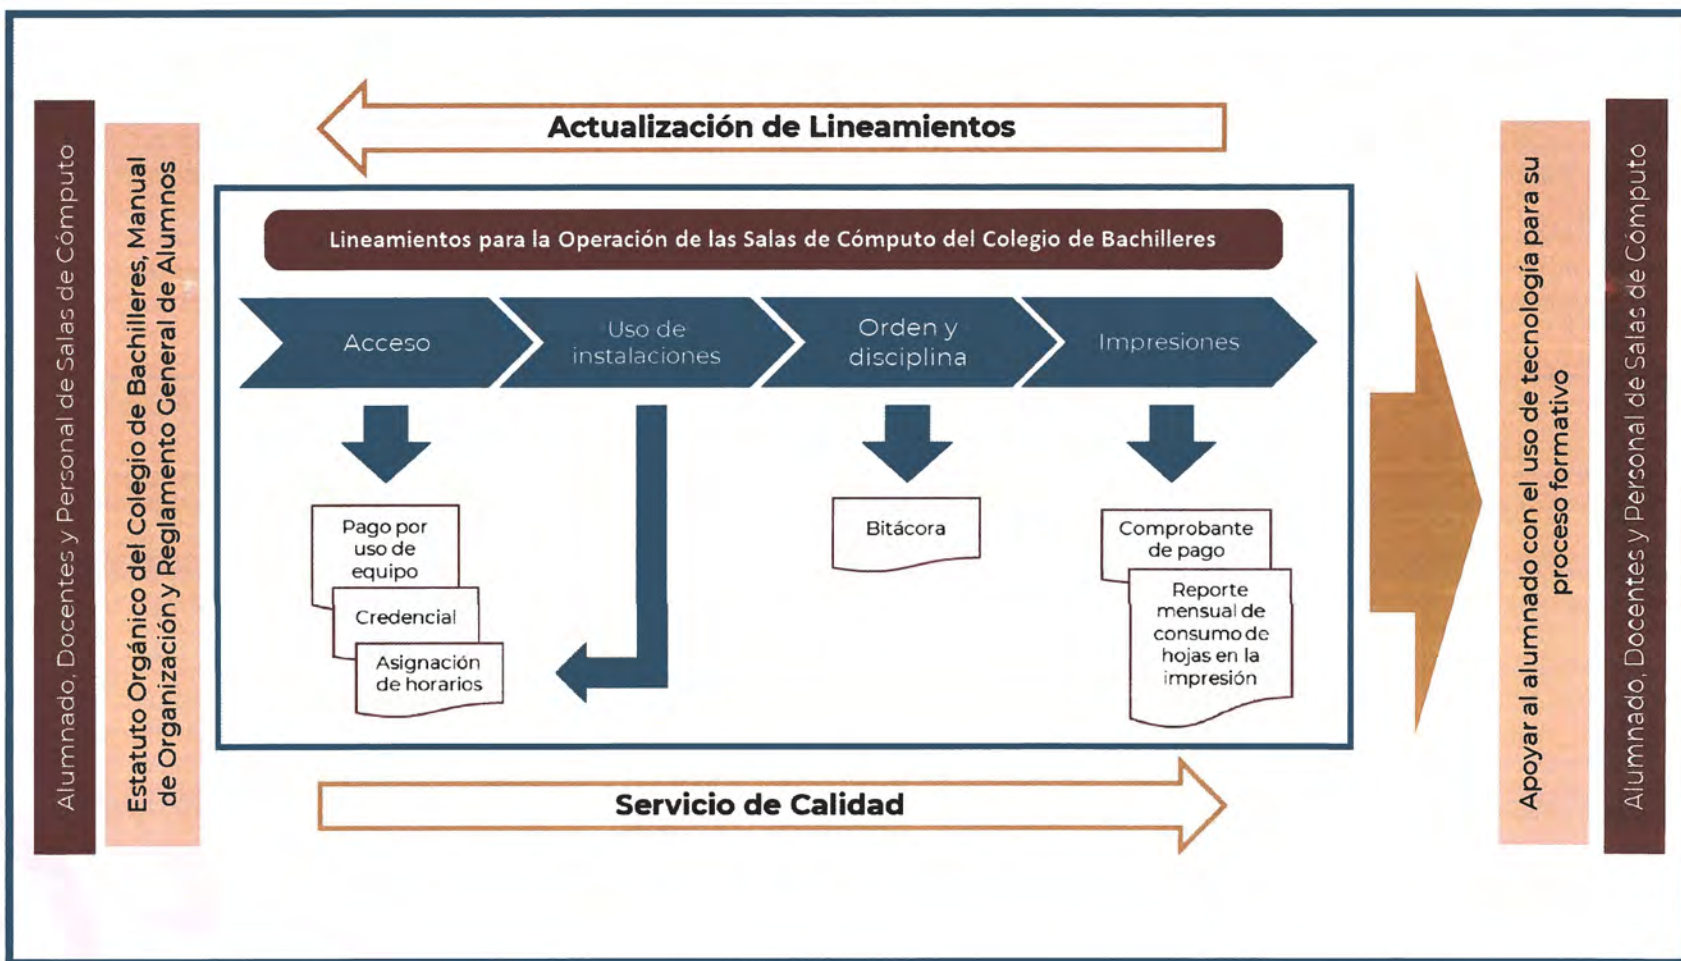 Alumnado, Docentes y Personal de Salas de Cómputo
Estatuto Orgánico del Colegio de Bachilleres, Manual
de Organización y Reglamento General de Alumnos
Actualización de Lineamientos
Lineamientos para la Operación de las Salas de Cómputo del Colegio de Bachilleres
Acceso
Uso de
instalaciones
Orden y
disciplina
Impresiones
Pago por
uso de
equipo
Credencial
Asignación
de horarios
Bitácora
Comprobante
de pago
Reporte
mensual de
consumo de
hojas en la
impresión
Servicio de Calidad
Apoyar al alumnado con el uso de tecnología para su
proceso formativo
Alumnado, Docentes y Personal de Salas de Cómputo